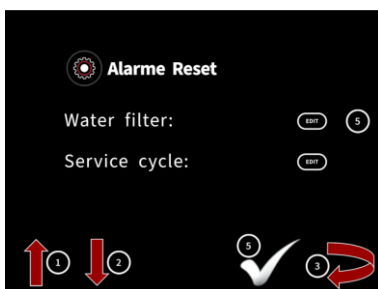 Alarme Reset
Water filter: EDIT 5
Service cycle: EDIT
1 2 5 3